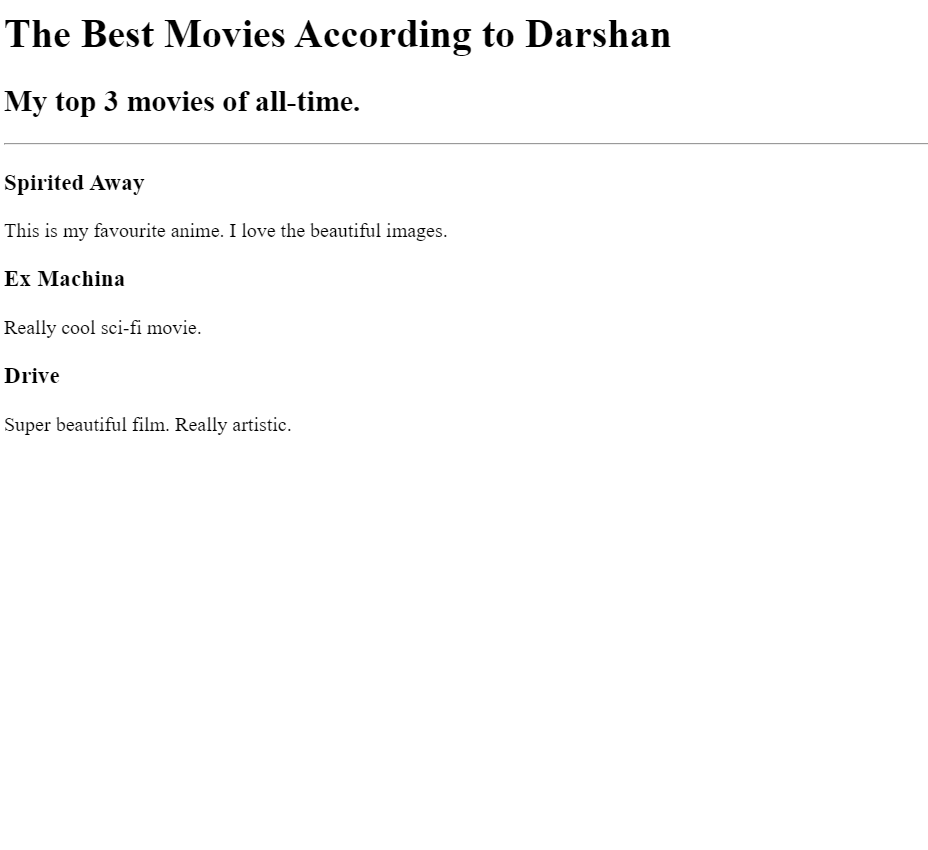 The Best Movies According to Darshan
My top 3 movies of all-time.
Spirited Away
This is my favourite anime. I love the beautiful images.
Ex Machina
Really cool sci-fi movie.
Drive
Super beautiful film. Really artistic.